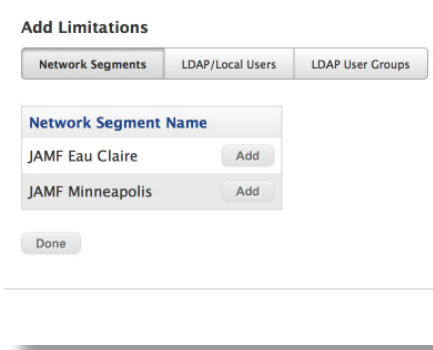 Add Limitations
Network Segments LDAP/Local Users LDAP User Groups
Network Segment Name
JAMF Eau Claire Add
JAMF Minneapolis Add
Done